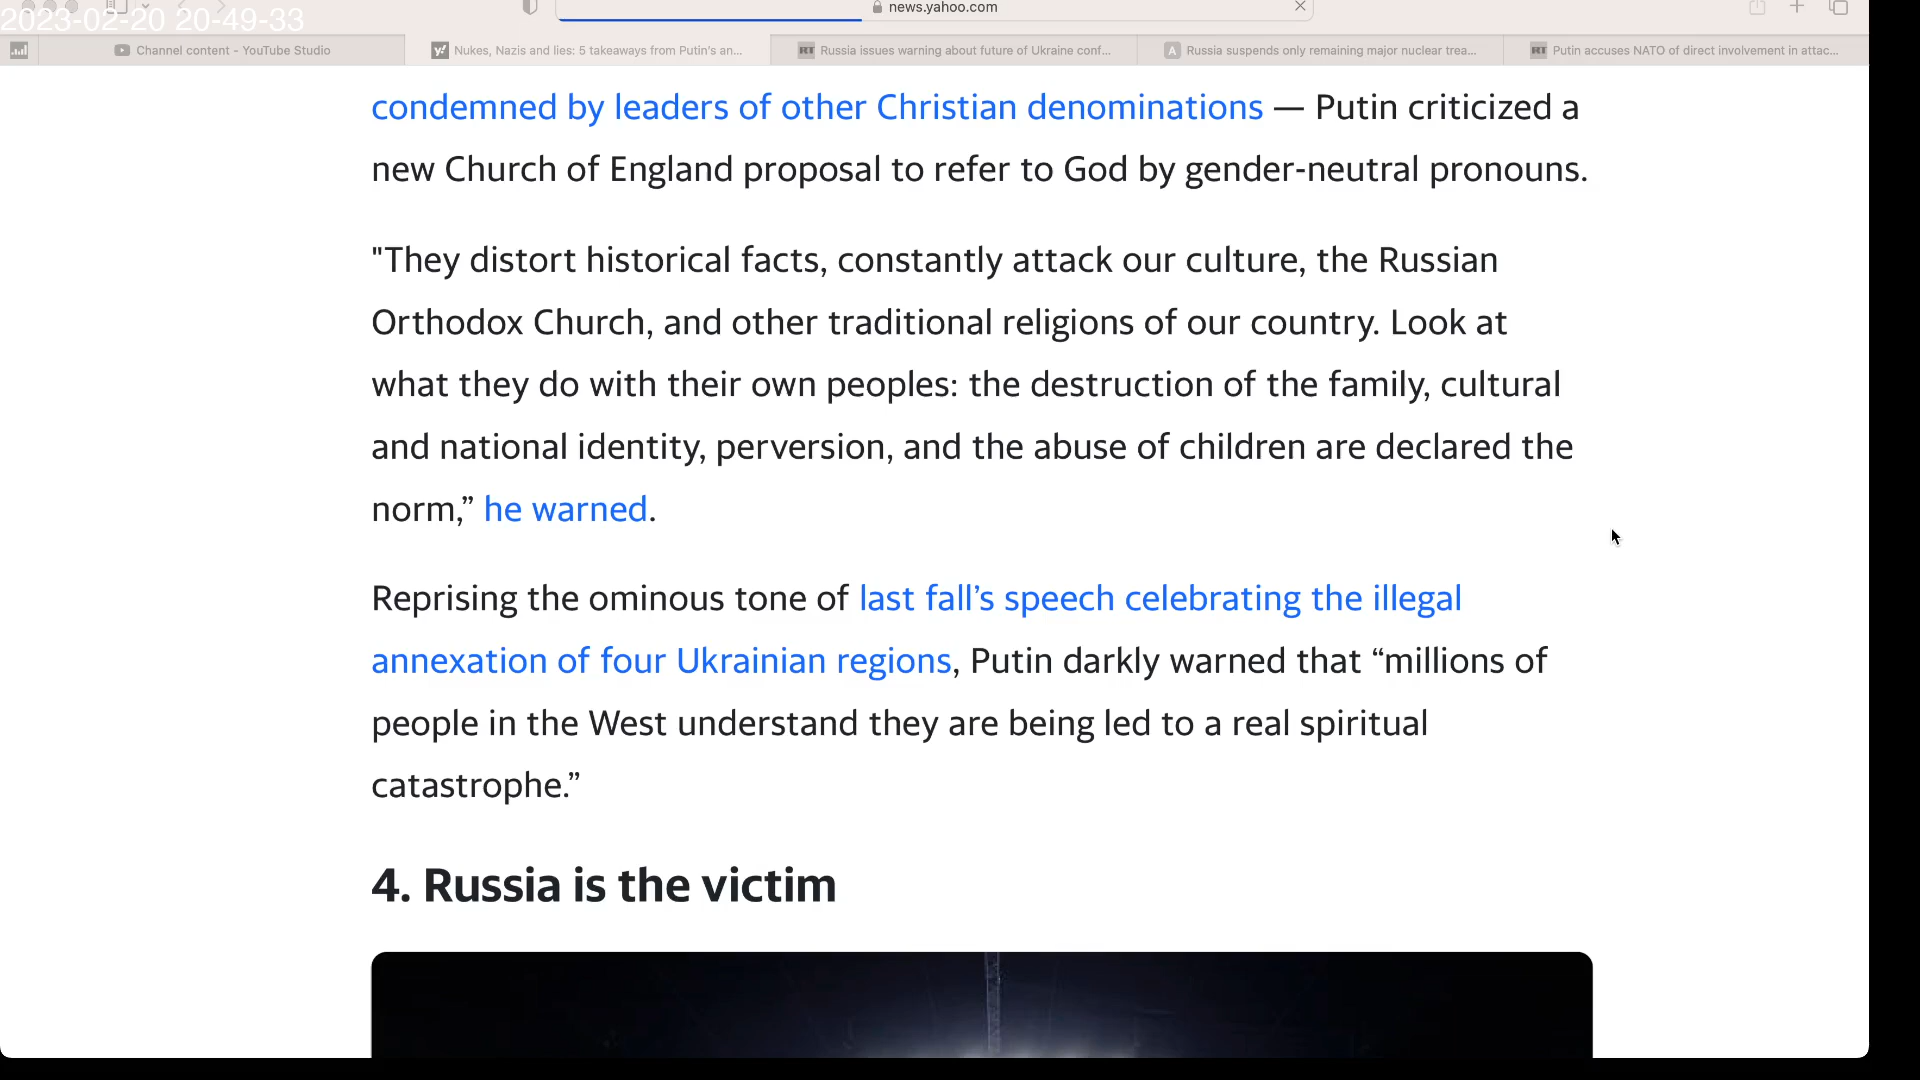 2023-02-20 20-49-33
news.yahoo.com
Channel content - YouTube Studio
Nukes, Nazis and lies: 5 takeaways from Putin's an...
RT Russia issues warning about future of Ukraine conf...
A Russia suspends only remaining major nuclear trea...
RT Putin accuses NATO of direct involvement in attac...
condemned by leaders of other Christian denominations — Putin criticized a
new Church of England proposal to refer to God by gender-neutral pronouns.
"They distort historical facts, constantly attack our culture, the Russian
Orthodox Church, and other traditional religions of our country. Look at
what they do with their own peoples: the destruction of the family, cultural
and national identity, perversion, and the abuse of children are declared the
norm,” he warned.
Reprising the ominous tone of last fall’s speech celebrating the illegal
annexation of four Ukrainian regions, Putin darkly warned that “millions of
people in the West understand they are being led to a real spiritual
catastrophe.”
4. Russia is the victim